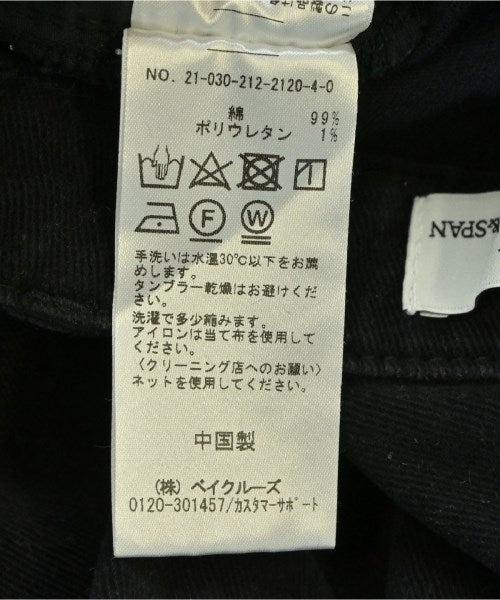 この製品は
NO. 21-030-212-2120-4-0
綿 99%
ポリウレタン 1%
F W
手洗いは水温30℃以下をお薦
めします。
タンブラー乾燥はお避けくだ
さい。
洗濯で多少縮みます。
アイロンは当て布を使用して
ください。
〈クリーニング店へのお願い〉
ネットを使用してください。
中国製
(株) ベイクルーズ
0120-301457/カスタマーサポート
&SPAN